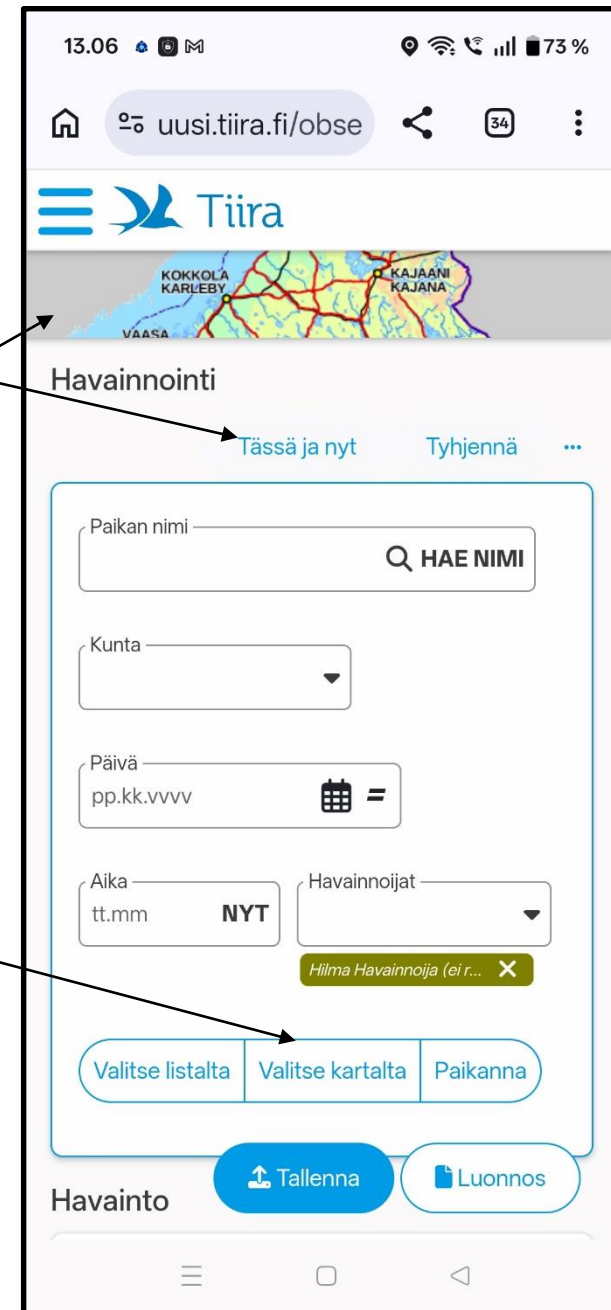 13.06 73 %
uusi.tiira.fi/obse 34
Tiira
KOKKOLA
KARLEBY
KAJAANI
KAJANA
VAASA
Havainnointi
Tässä ja nyt Tyhjennä ...
Paikan nimi
HAE NIMI
Kunta
Päivä
pp.kk.vvvv =
Aika Havainnoijat
tt.mm NYT
Hilma Havainnoija (ei r... X
Valitse listalta Valitse kartalta Paikanna
Tallenna Luonnos
Havainto